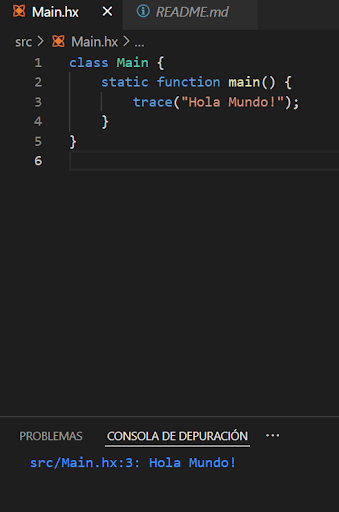 Main.hx × README.md
src > Main.hx > ...
1 class Main {
2     static function main() {
3         trace("Hola Mundo!");
4     }
5 }
6
PROBLEMAS CONSOLA DE DEPURACIÓN ...
src/Main.hx:3: Hola Mundo!